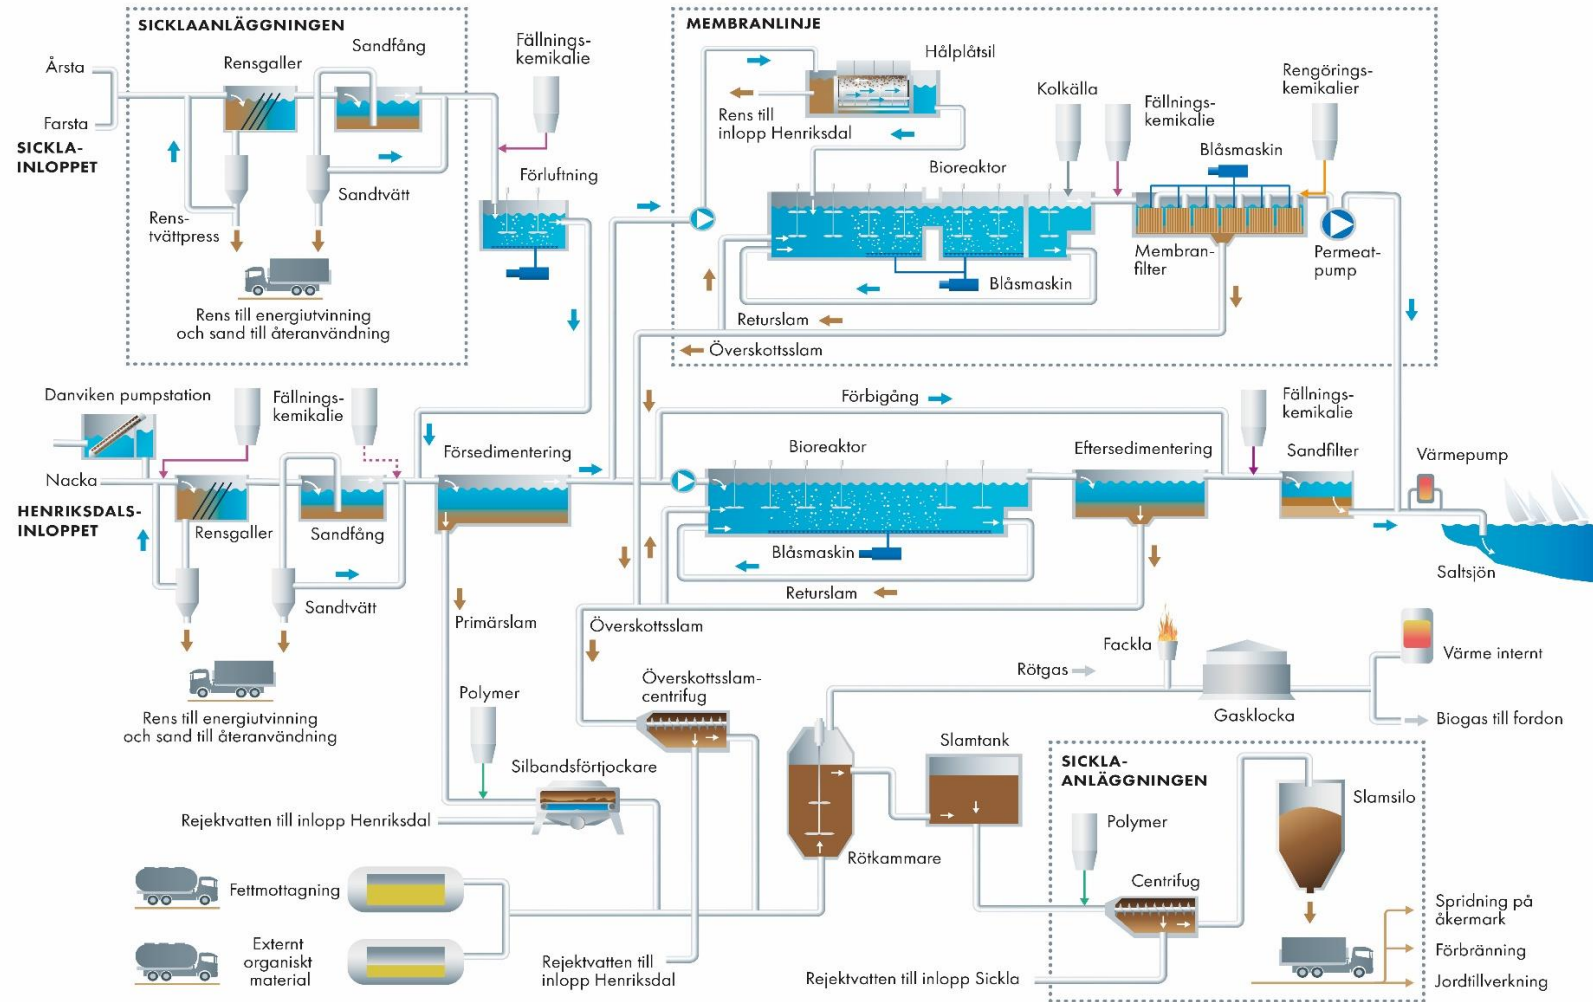 SICKLAANLÄGGNINGEN
Årsta
Farsta
SICKLA-
INLOPPET
Rensgaller
Sandfång
Sandtvätt
Rens-
tvättpress
Rens till energiutvinning
och sand till återanvändning
Fällnings-
kemikalie
Förluftning
MEMBRANLINJE
Hålplåtsil
Rens till
inlopp Henriksdal
Bioreaktor
Kolkälla
Fällnings-
kemikalie
Blåsmaskin
Rengörings-
kemikalier
Membran-
filter
Permeat-
pump
Blåsmaskin
Returslam
Överskottsslam
Danviken pumpstation
Nacka
HENRIKSDALS-
INLOPPET
Fällnings-
kemikalie
Rensgaller
Sandfång
Sandtvätt
Rens till energiutvinning
och sand till återanvändning
Försedimentering
Primärslam
Förbigång
Bioreaktor
Blåsmaskin
Returslam
Eftersedimentering
Fällnings-
kemikalie
Sandfilter
Värmepump
Saltsjön
Överskottsslam
Överskottsslam-
centrifug
Polymer
Silbandsförtjockare
Rejektvatten till inlopp Henriksdal
Fettmottagning
Externt
organiskt
material
Rejektvatten till
inlopp Henriksdal
Rötkammare
Rötgas
Fackla
Gasklocka
Värme internt
Biogas till fordon
Slamtank
SICKLA-
ANLÄGGNINGEN
Polymer
Centrifug
Slamsilo
Rejektvatten till inlopp Sickla
Spridning på
åkermark
Förbränning
Jordtillverkning